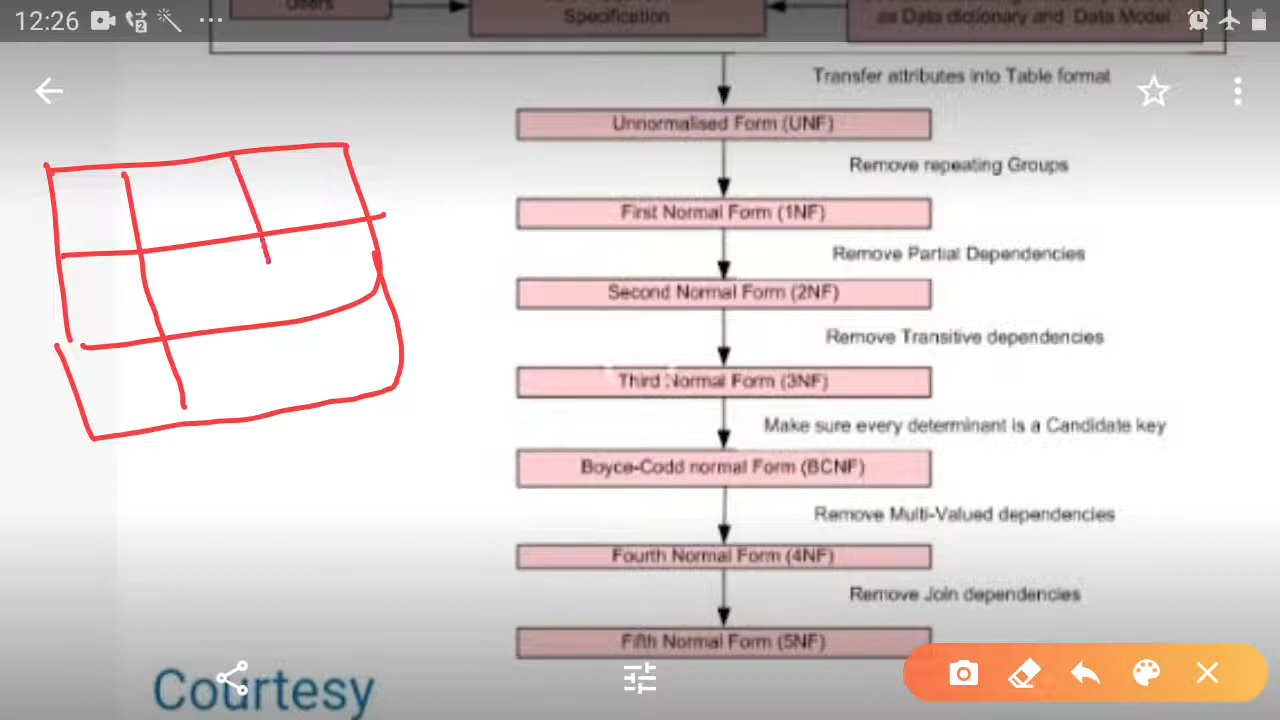 12:26
Users
Specification
as Data dictionary and Data Model
Transfer attributes into Table format
Unnormalised Form (UNF)
Remove repeating Groups
First Normal Form (1NF)
Remove Partial Dependencies
Second Normal Form (2NF)
Remove Transitive dependencies
Third Normal Form (3NF)
Make sure every determinant is a Candidate key
Boyce-Codd normal Form (BCNF)
Remove Multi-Valued dependencies
Fourth Normal Form (4NF)
Remove Join dependencies
Fifth Normal Form (5NF)
Courtesy